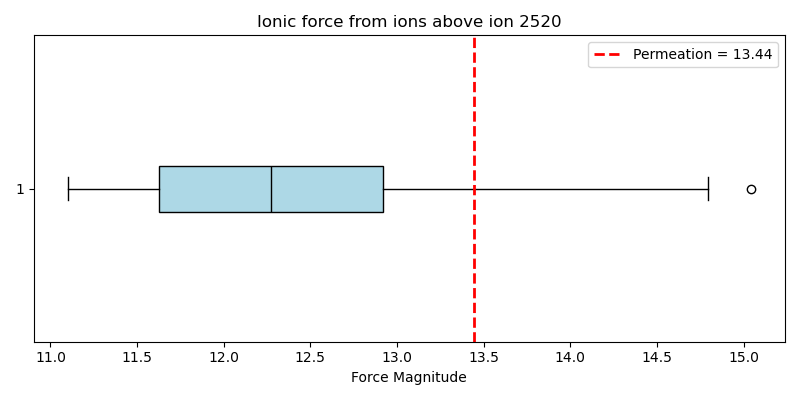 Ionic force from ions above ion 2520
Permeation = 13.44
1
11.0 11.5 12.0 12.5 13.0 13.5 14.0 14.5 15.0
Force Magnitude